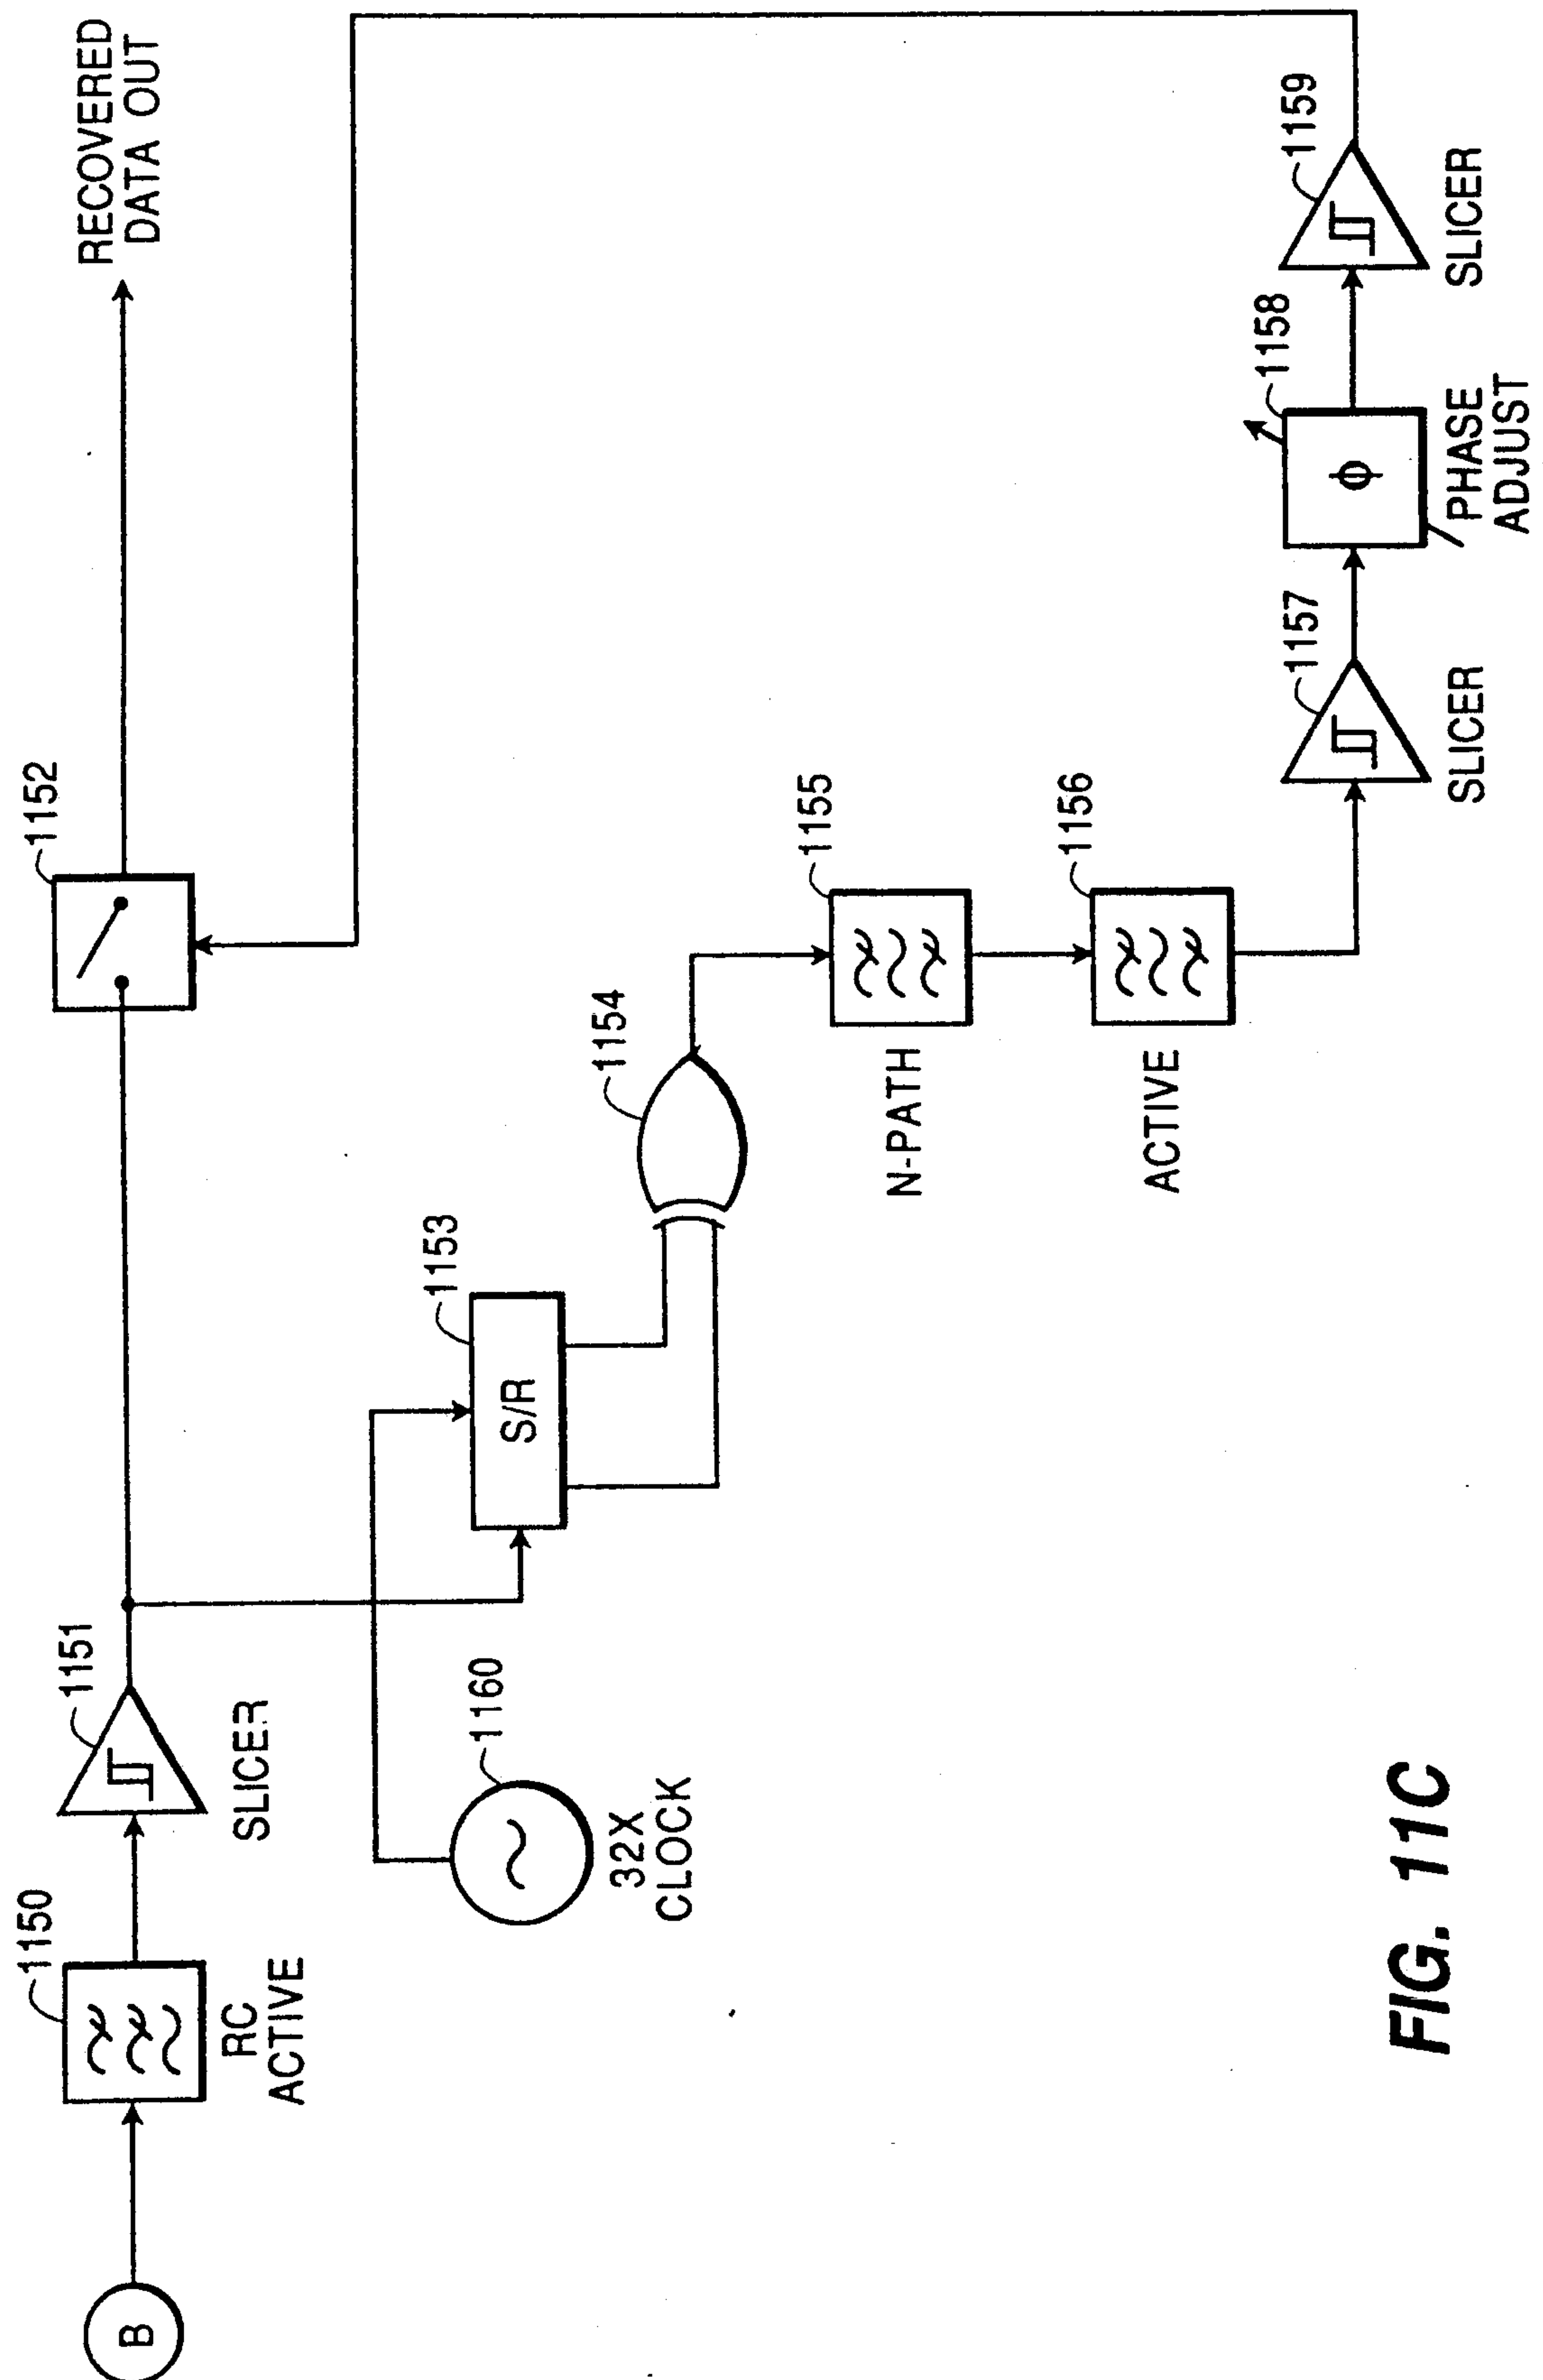 B
1150
RC
ACTIVE
1151
SLICER
1152
RECOVERED
DATA OUT
1160
32X
CLOCK
1153
S/R
1154
1155
N-PATH
1156
ACTIVE
1157
SLICER
1158
Φ
PHASE
ADJUST
1159
SLICER
FIG. 11C